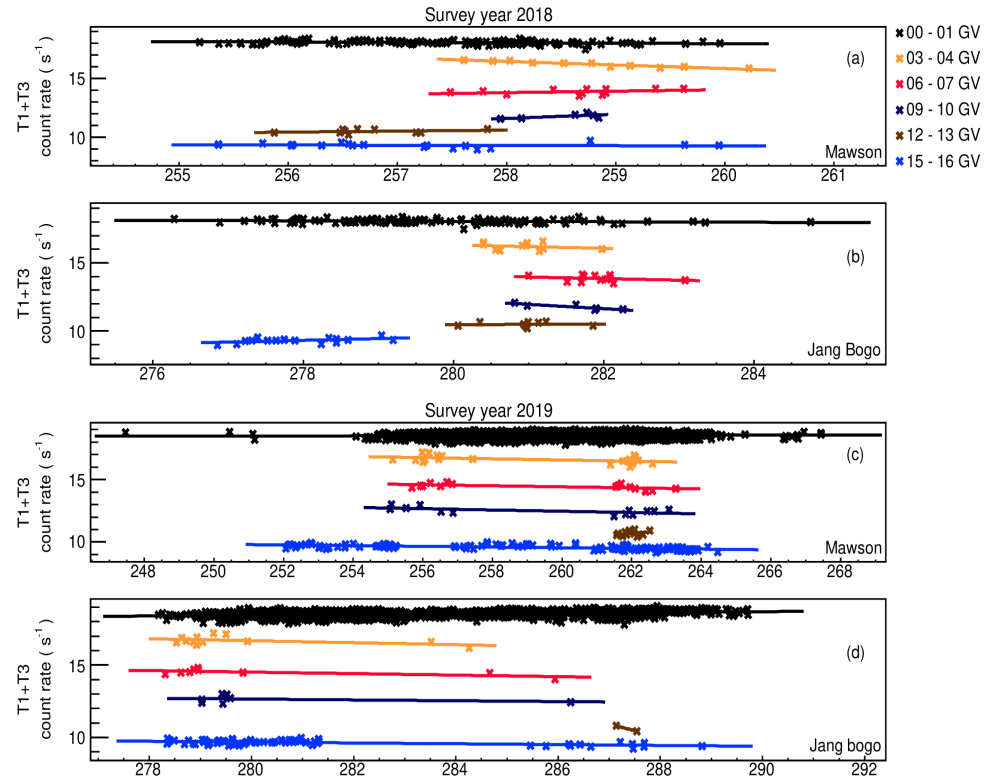 Survey year 2018
00 - 01 GV
03 - 04 GV
06 - 07 GV
09 - 10 GV
12 - 13 GV
15 - 16 GV
T1+T3
count rate ( s⁻¹)
15
10
(a)
Mawson
255 256 257 258 259 260 261
T1+T3
count rate ( s⁻¹)
15
10
(b)
Jang Bogo
276 278 280 282 284
Survey year 2019
T1+T3
count rate ( s⁻¹)
15
10
(c)
Mawson
248 250 252 254 256 258 260 262 264 266 268
T1+T3
count rate ( s⁻¹)
15
10
(d)
Jang bogo
278 280 282 284 286 288 290 292